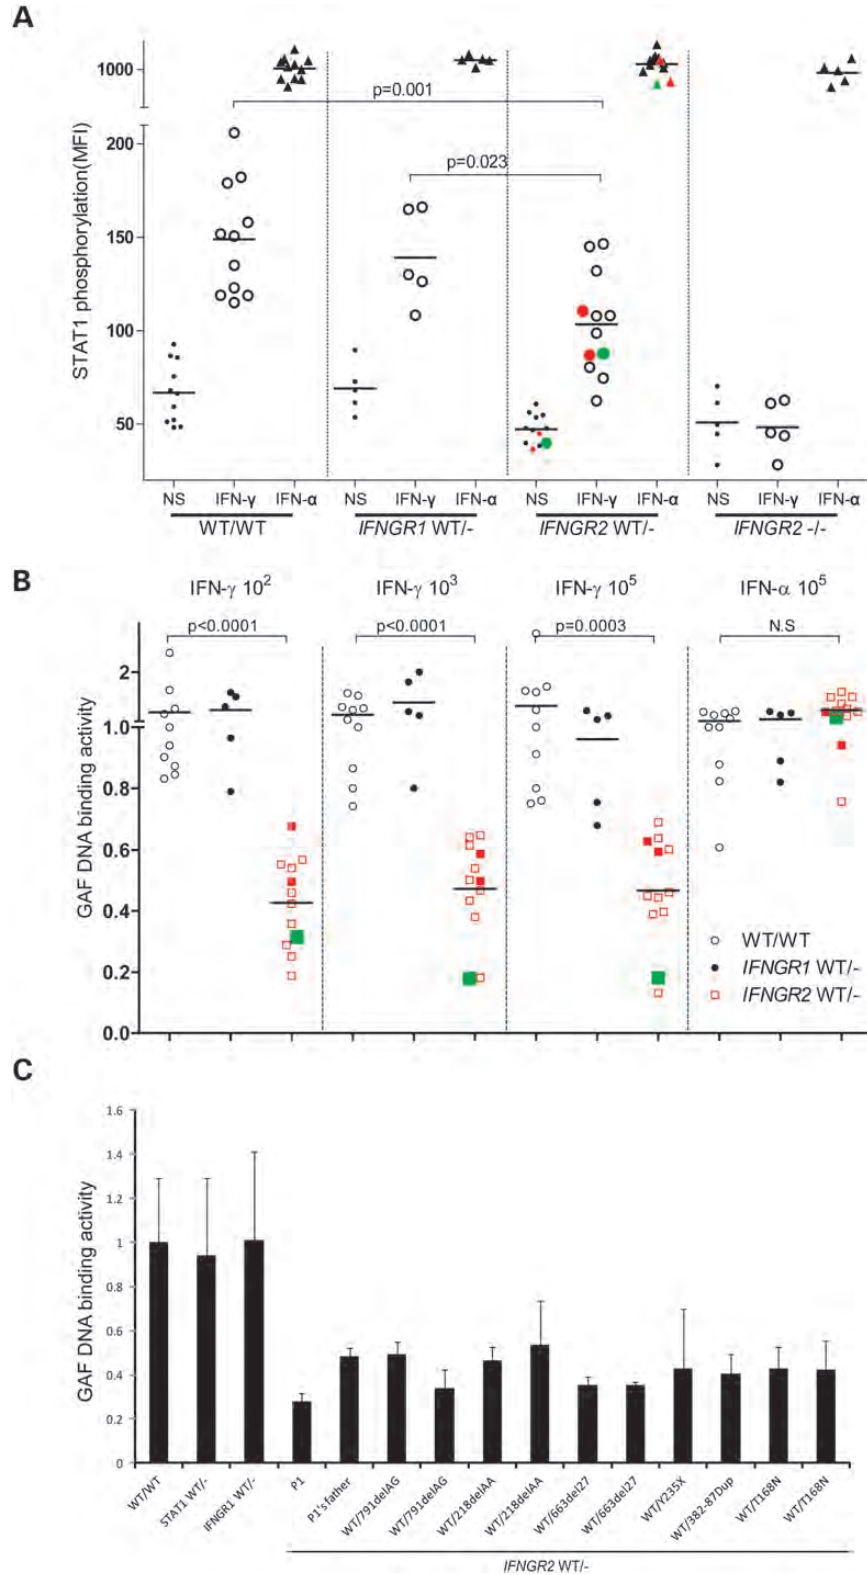 A
STAT1 phosphorylation(MFI)
1000
200
150
100
50
p=0.001
p=0.023
NS IFN-γ IFN-α NS IFN-γ IFN-α NS IFN-γ IFN-α NS IFN-γ IFN-α
WT/WT IFNGR1 WT/- IFNGR2 WT/- IFNGR2 -/-
B
IFN-γ 10² IFN-γ 10³ IFN-γ 10⁵ IFN-α 10⁵
p<0.0001 p<0.0001 p=0.0003 N.S
GAF DNA binding activity
2
1.0
0.8
0.6
0.4
0.2
0.0
WT/WT
IFNGR1 WT/-
IFNGR2 WT/-
C
GAF DNA binding activity
1.6
1.4
1.2
1
0.8
0.6
0.4
0.2
0
WT/WT
STAT1 WT/-
IFNGR1 WT/-
P1
P1's father
WT/791delAG
WT/791delAG
WT/218delAA
WT/218delAA
WT/663del27
WT/663del27
WT/Y235X
WT/382-87Dup
WT/T168N
WT/T168N
IFNGR2 WT/-